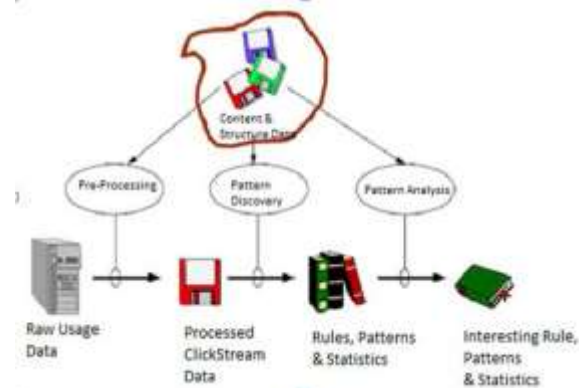 Content &
Structure Data
Pre-Processing
Pattern
Discovery
Pattern Analysis
Raw Usage
Data
Processed
ClickStream
Data
Rules, Patterns
& Statistics
Interesting Rule,
Patterns
& Statistics